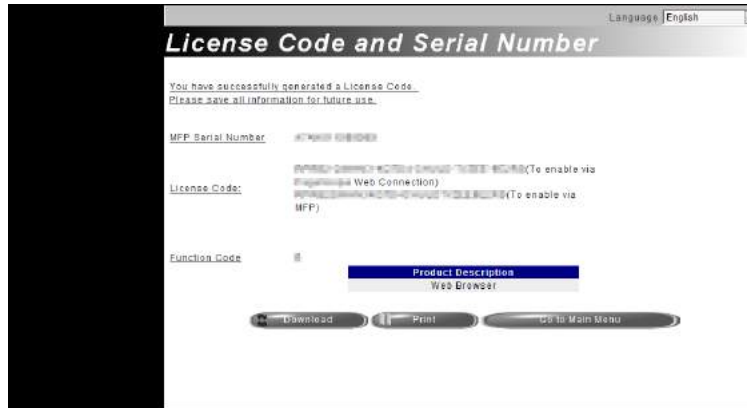 Language English
License Code and Serial Number
You have successfully generated a License Code.
Please save all information for future use.
MFP Serial Number
(To enable via
License Code: Web Connection)
(To enable via
MFP)
Function Code
Product Description
Web Browser
Download Print Go to Main Menu